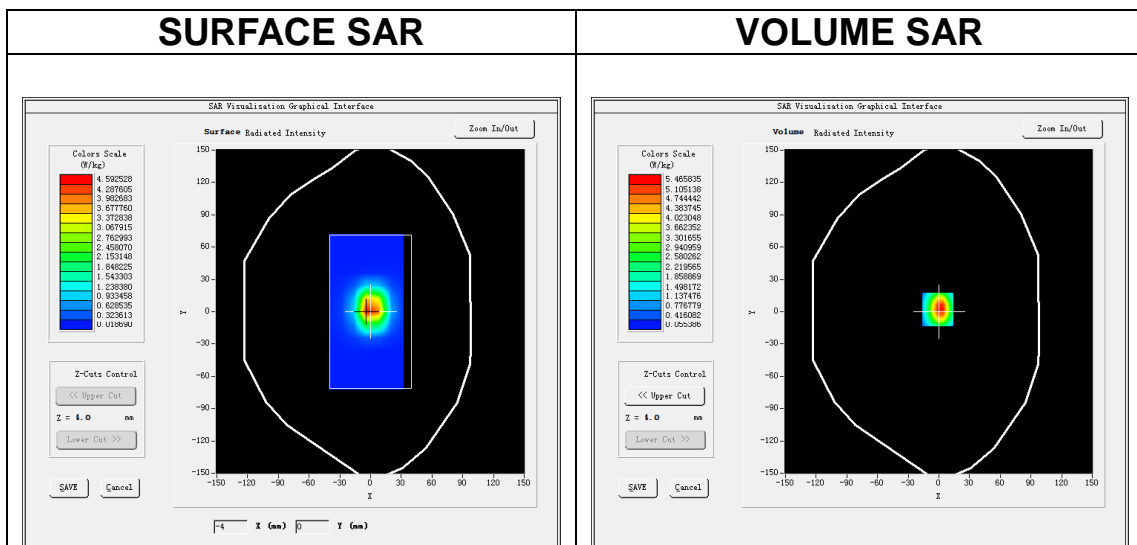 SURFACE SAR
VOLUME SAR
SAR Visualisation Graphical Interface
Surface Radiated Intensity
Zoom In/Out
Colors Scale
(W/kg)
4.592528
4.287605
3.982683
3.677760
3.372838
3.067915
2.762993
2.458070
2.153148
1.848225
1.543303
1.238380
0.933458
0.628535
0.323613
0.018690
150
120
90
60
30
0
-30
-60
-90
-120
-150
Y
-150 -120 -90 -60 -30 0 30 60 90 120 150
X
Z-Cuts Control
<< Upper Cut
Z = 4.0 mm
Lower Cut >>
SAVE Cancel
-4 X (mm) 0 Y (mm)
SAR Visualisation Graphical Interface
Volume Radiated Intensity
Zoom In/Out
Colors Scale
(W/kg)
5.465835
5.105138
4.744442
4.383745
4.023048
3.662352
3.301655
2.940959
2.580262
2.219565
1.858869
1.498172
1.137476
0.776779
0.416082
0.055386
150
120
90
60
30
0
-30
-60
-90
-120
-150
Y
-150 -120 -90 -60 -30 0 30 60 90 120 150
X
Z-Cuts Control
<< Upper Cut
Z = 4.0 mm
Lower Cut >>
SAVE Cancel